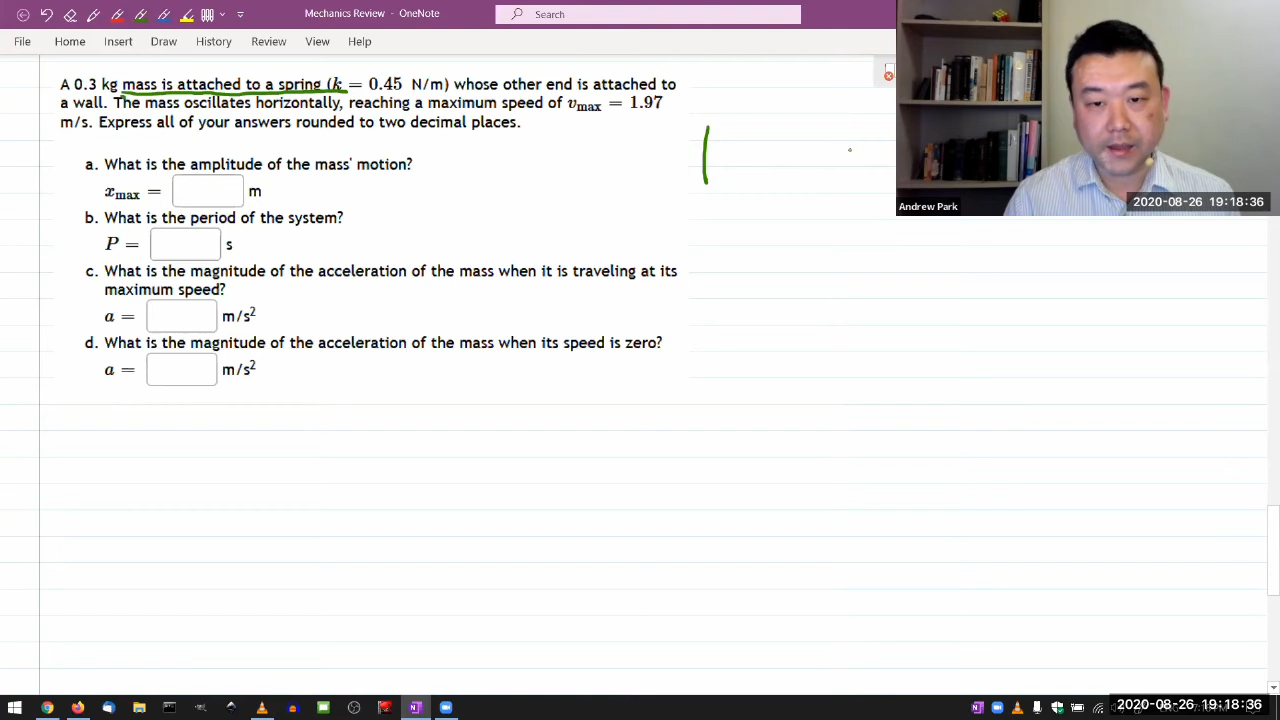 Mechanics Review - OneNote
Search
File Home Insert Draw History Review View Help
A 0.3 kg mass is attached to a spring (k = 0.45 N/m) whose other end is attached to
a wall. The mass oscillates horizontally, reaching a maximum speed of vmax = 1.97
m/s. Express all of your answers rounded to two decimal places.
a. What is the amplitude of the mass' motion?
xmax = m
b. What is the period of the system?
P = s
c. What is the magnitude of the acceleration of the mass when it is traveling at its
maximum speed?
a = m/s²
d. What is the magnitude of the acceleration of the mass when its speed is zero?
a = m/s²
Andrew Park
2020-08-26 19:18:36
2020-08-26 19:18:36